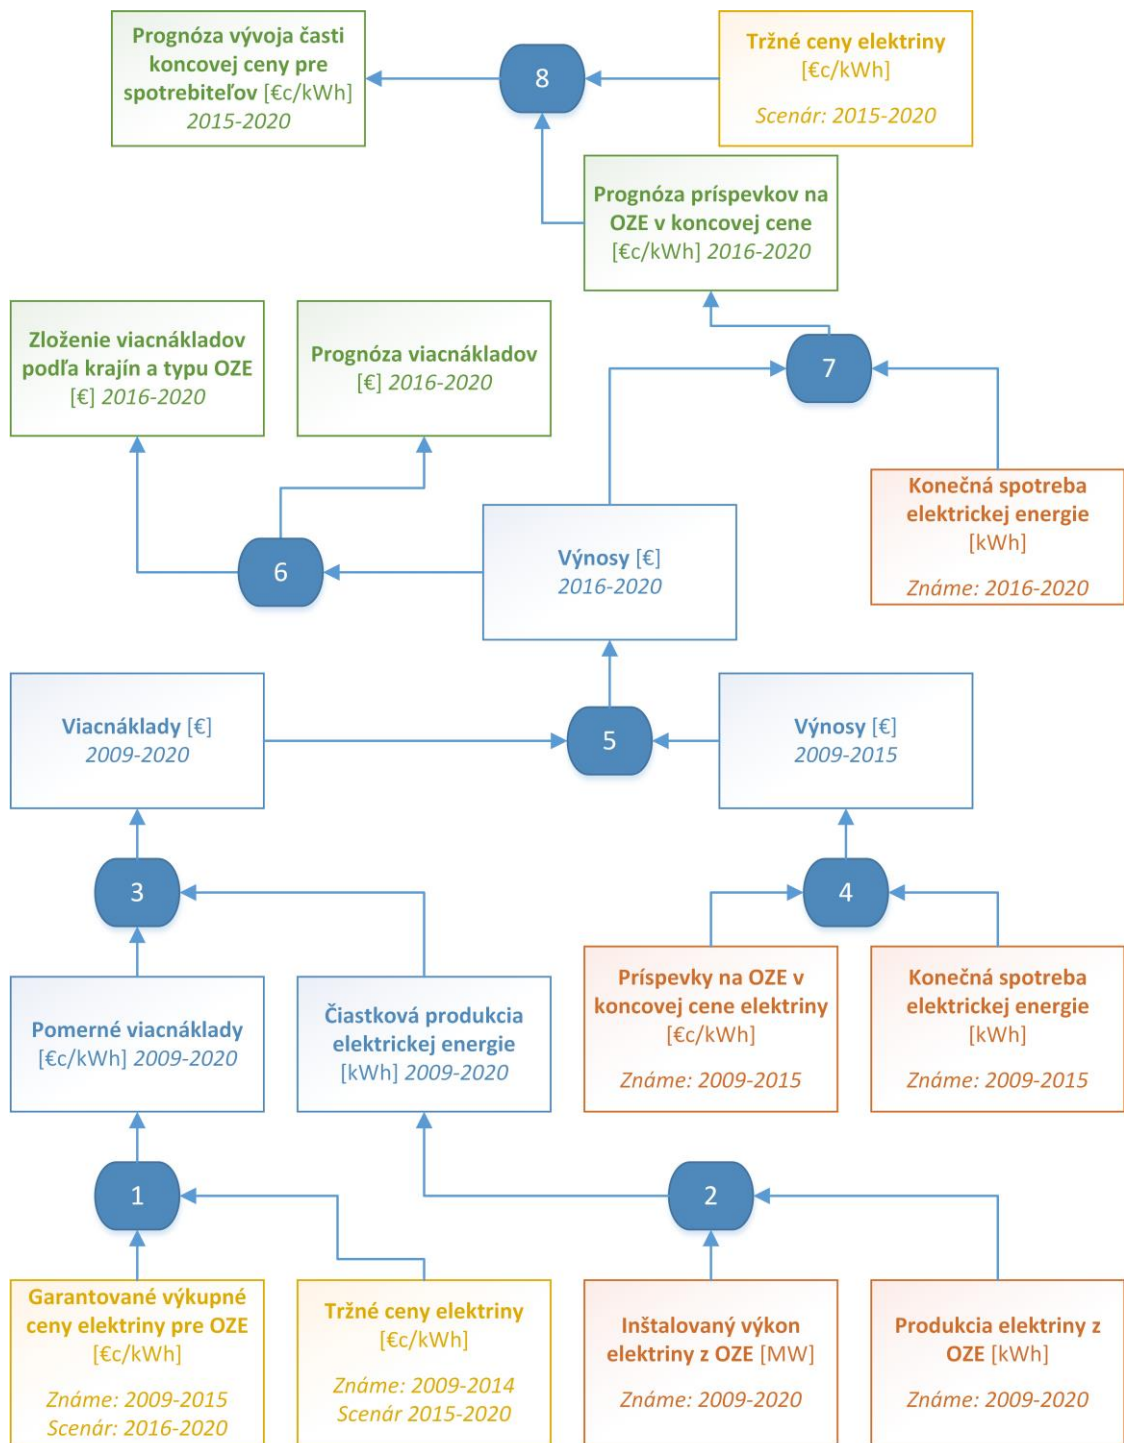 Prognóza vývoja časti
koncovej ceny pre
spotrebiteľov [€c/kWh]
2015-2020
8
Tržné ceny elektriny
[€c/kWh]
Scenár: 2015-2020
Prognóza príspevkov na
OZE v koncovej cene
[€c/kWh] 2016-2020
Zloženie viacnákladov
podľa krajín a typu OZE
[€] 2016-2020
Prognóza viacnákladov
[€] 2016-2020
7
Konečná spotreba
elektrickej energie
[kWh]
Známe: 2016-2020
6
Výnosy [€]
2016-2020
Viacnáklady [€]
2009-2020
5
Výnosy [€]
2009-2015
3
4
Pomerné viacnáklady
[€c/kWh] 2009-2020
Čiastková produkcia
elektrickej energie
[kWh] 2009-2020
Príspevky na OZE v
koncovej cene elektriny
[€c/kWh]
Známe: 2009-2015
Konečná spotreba
elektrickej energie
[kWh]
Známe: 2009-2015
1
2
Garantované výkupné
ceny elektriny pre OZE
[€c/kWh]
Známe: 2009-2015
Scenár: 2016-2020
Tržné ceny elektriny
[€c/kWh]
Známe: 2009-2014
Scenár 2015-2020
Inštalovaný výkon
elektriny z OZE [MW]
Známe: 2009-2020
Produkcia elektriny z
OZE [kWh]
Známe: 2009-2020